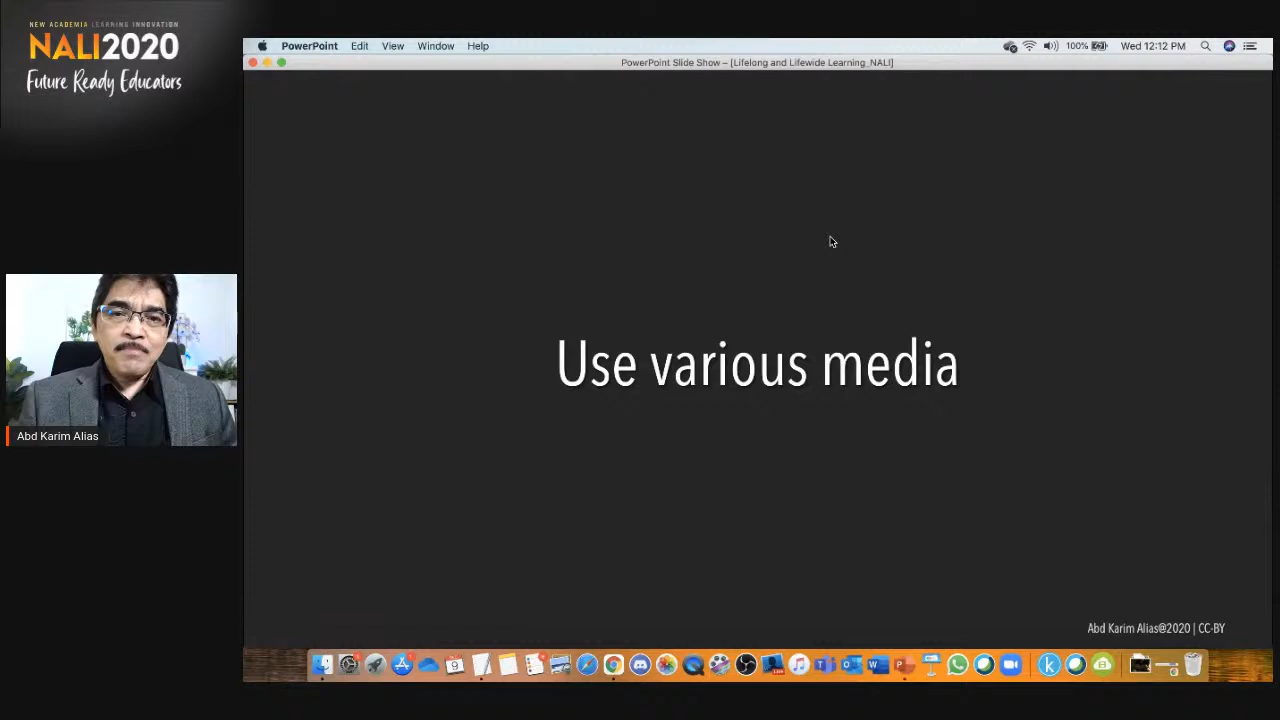 NEW ACADEMIA LEARNING INNOVATION
NALI2020
Future Ready Educators
PowerPoint Edit View Window Help
100% Wed 12:12 PM
PowerPoint Slide Show – [Lifelong and Lifewide Learning_NALI]
Use various media
Abd Karim Alias
Abd Karim Alias@2020 | CC-BY
9